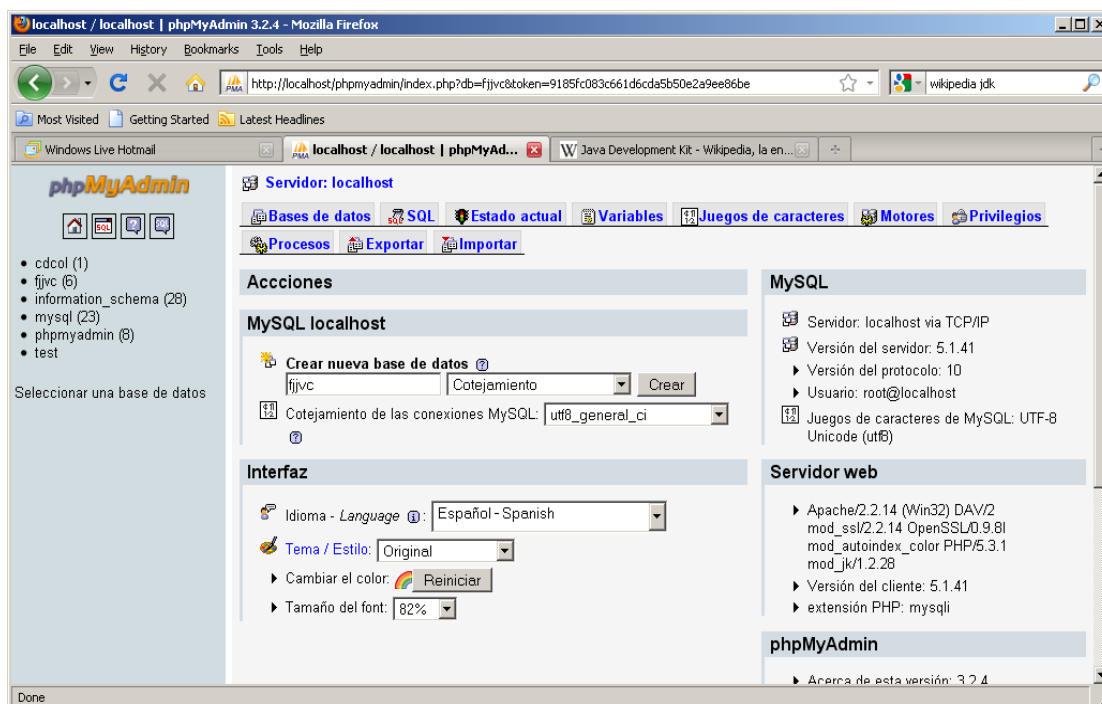 localhost / localhost | phpMyAdmin 3.2.4 - Mozilla Firefox
File Edit View History Bookmarks Tools Help
http://localhost/phpmyadmin/index.php?db=fjjvc&token=9185fc083c661d6cda5b50e2a9ee86be
wikipedia jdk
Most Visited Getting Started Latest Headlines
Windows Live Hotmail
localhost / localhost | phpMyAd...
Java Development Kit - Wikipedia, la en...
phpMyAdmin
cdcol (1)
fjjvc (6)
information_schema (28)
mysql (23)
phpmyadmin (8)
test
Seleccionar una base de datos
Servidor: localhost
Bases de datos SQL Estado actual Variables Juegos de caracteres Motores Privilegios
Procesos Exportar Importar
Accciones
MySQL localhost
Crear nueva base de datos
fjjvc Cotejamiento Crear
Cotejamiento de las conexiones MySQL: utf8_general_ci
Interfaz
Idioma - Language : Español - Spanish
Tema / Estilo: Original
Cambiar el color: Reiniciar
Tamaño del font: 82%
MySQL
Servidor: localhost via TCP/IP
Versión del servidor: 5.1.41
Versión del protocolo: 10
Usuario: root@localhost
Juegos de caracteres de MySQL: UTF-8
Unicode (utf8)
Servidor web
Apache/2.2.14 (Win32) DAV/2
mod_ssl/2.2.14 OpenSSL/0.9.8l
mod_autoindex_color PHP/5.3.1
mod_jk/1.2.28
Versión del cliente: 5.1.41
extensión PHP: mysqli
phpMyAdmin
Acerca de esta versión: 3.2.4
Done